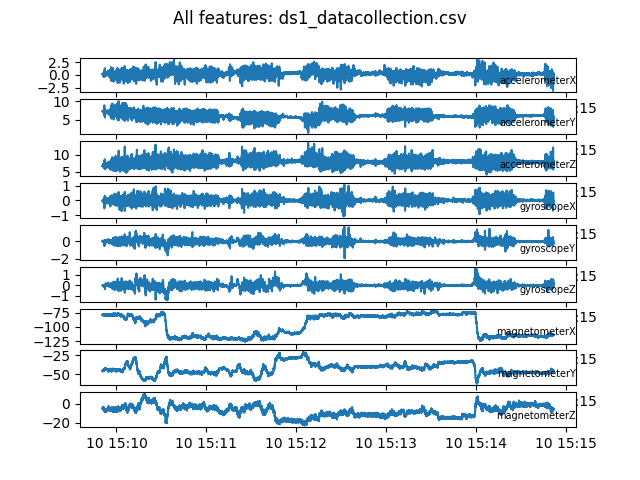 All features: ds1_datacollection.csv
2.5
0.0
−2.5
accelerometerX
10
5
accelerometerY
:15
10
5
accelerometerZ
:15
1
0
−1
gyroscopeX
:15
0
−2
gyroscopeY
:15
1
0
−1
gyroscopeZ
:15
−75
−100
−125
magnetometerX
:15
−25
−50
magnetometerY
:15
0
−20
magnetometerZ
:15
10 15:10 10 15:11 10 15:12 10 15:13 10 15:14 10 15:15